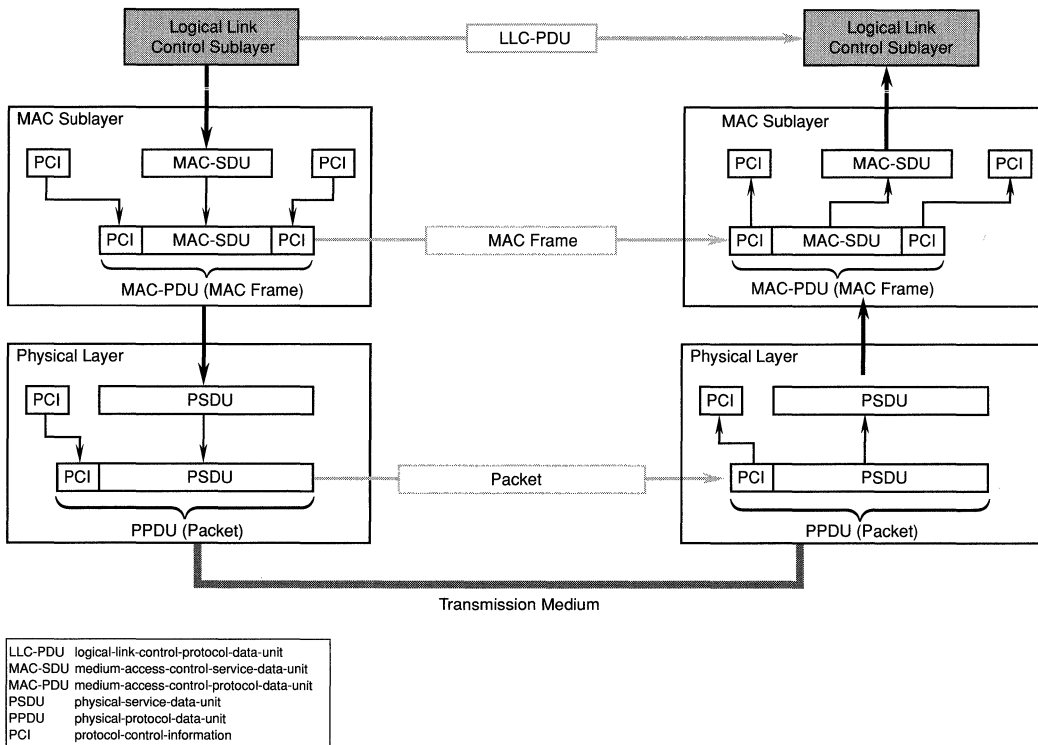 Logical Link
Control Sublayer
LLC-PDU
Logical Link
Control Sublayer
MAC Sublayer
PCI
MAC-SDU
PCI
PCI
MAC-SDU
PCI
MAC-PDU (MAC Frame)
MAC Frame
MAC Sublayer
PCI
MAC-SDU
PCI
PCI
MAC-SDU
PCI
MAC-PDU (MAC Frame)
Physical Layer
PCI
PSDU
PCI
PSDU
PPDU (Packet)
Packet
Physical Layer
PCI
PSDU
PCI
PSDU
PPDU (Packet)
Transmission Medium
LLC-PDU logical-link-control-protocol-data-unit
MAC-SDU medium-access-control-service-data-unit
MAC-PDU medium-access-control-protocol-data-unit
PSDU physical-service-data-unit
PPDU physical-protocol-data-unit
PCI protocol-control-information